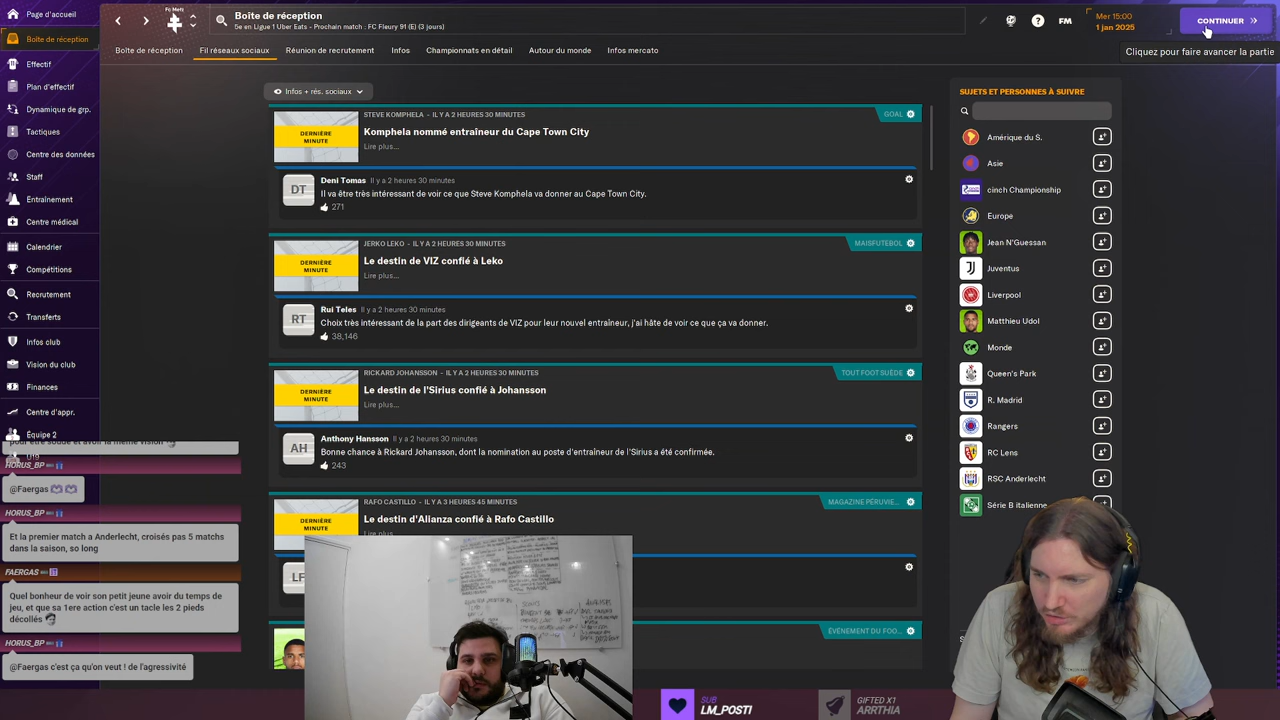 Page d'accueil
Boîte de réception
Effectif
Plan d'effectif
Dynamique de grp.
Tactiques
Centre des données
Staff
Entraînement
Centre médical
Calendrier
Compétitions
Recrutement
Transferts
Infos club
Vision du club
Finances
Centre d'appr.
Équipe 2
U19
FC Metz
Boîte de réception
5e en Ligue 1 Uber Eats - Prochain match : FC Fleury 91 (E) (3 jours)
FM
Mer 15:00
1 jan 2025
CONTINUER
Cliquez pour faire avancer la partie
Boîte de réception
Fil réseaux sociaux
Réunion de recrutement
Infos
Championnats en détail
Autour du monde
Infos mercato
Infos + rés. sociaux
DERNIÈRE
MINUTE
STEVE KOMPHELA - IL Y A 2 HEURES 30 MINUTES
GOAL
Komphela nommé entraîneur du Cape Town City
Lire plus...
DT
Deni Tomas Il y a 2 heures 30 minutes
Il va être très intéressant de voir ce que Steve Komphela va donner au Cape Town City.
271
DERNIÈRE
MINUTE
JERKO LEKO - IL Y A 2 HEURES 30 MINUTES
MAISFUTEBOL
Le destin de VIZ confié à Leko
Lire plus...
RT
Rui Teles Il y a 2 heures 30 minutes
Choix très intéressant de la part des dirigeants de VIZ pour leur nouvel entraîneur, j'ai hâte de voir ce que ça va donner.
38,146
DERNIÈRE
MINUTE
RICKARD JOHANSSON - IL Y A 2 HEURES 30 MINUTES
TOUT FOOT SUÈDE
Le destin de l'Sirius confié à Johansson
Lire plus...
AH
Anthony Hansson Il y a 2 heures 30 minutes
Bonne chance à Rickard Johansson, dont la nomination au poste d'entraîneur de l'Sirius a été confirmée.
243
DERNIÈRE
MINUTE
RAFO CASTILLO - IL Y A 3 HEURES 45 MINUTES
MAGAZINE PÉRUVIE...
Le destin d'Alianza confié à Rafo Castillo
Lire plus...
LF
ÉVÉNEMENT DU FOO...
SUJETS ET PERSONNES À SUIVRE
Amérique du S.
Asie
cinch Championship
Europe
Jean N'Guessan
Juventus
Liverpool
Matthieu Udol
Monde
Queen's Park
R. Madrid
Rangers
RC Lens
RSC Anderlecht
Série B italienne
pour être soudé et avoir la même vision
HORUS_BP
@Faergas
HORUS_BP
Et la premier match a Anderlecht, croisés pas 5 matchs
dans la saison, so long
FAERGAS
Quel bonheur de voir son petit jeune avoir du temps de
jeu, et que sa 1ere action c'est un tacle les 2 pieds
décollés
HORUS_BP
@Faergas c'est ça qu'on veut ! de l'agressivité
SUB
LM_POSTI
GIFTED X1
ARRTHIA